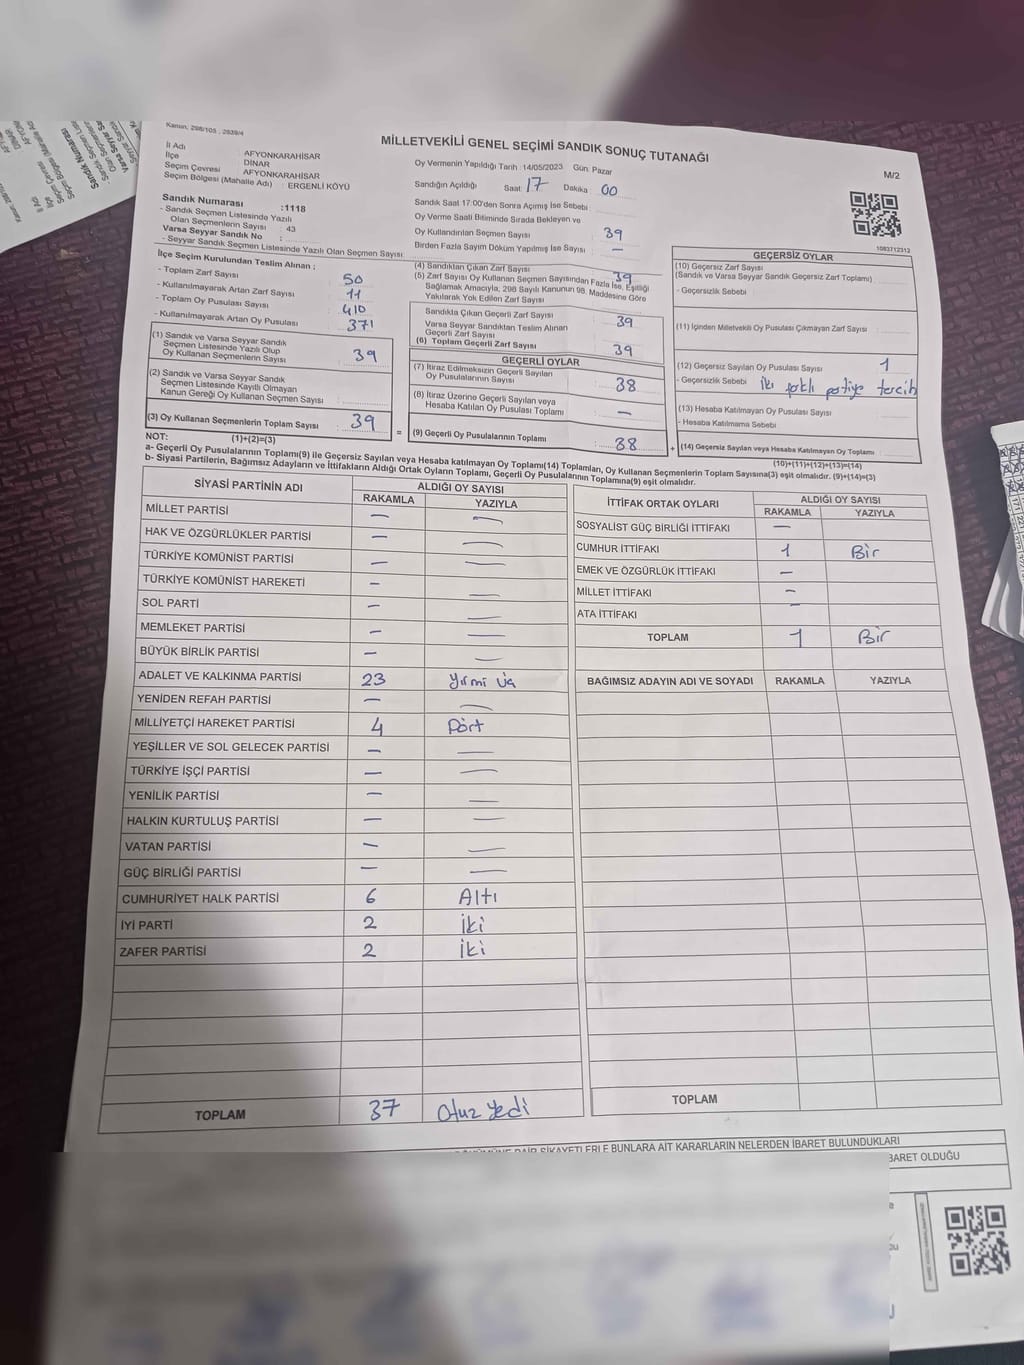 Kanun, 298/105 , 2839/4
MİLLETVEKİLİ GENEL SEÇİMİ SANDIK SONUÇ TUTANAĞI
M/2
İl Adı AFYONKARAHİSAR
İlçe DİNAR
Seçim Çevresi AFYONKARAHİSAR
Seçim Bölgesi (Mahalle Adı) : ERGENLİ KÖYÜ
Sandık Numarası :1118
- Sandık Seçmen Listesinde Yazılı
Olan Seçmenlerin Sayısı : 43
Varsa Seyyar Sandık No :
- Seyyar Sandık Seçmen Listesinde Yazılı Olan Seçmen Sayısı
İlçe Seçim Kurulundan Teslim Alınan :
- Toplam Zarf Sayısı : 50
- Kullanılmayarak Artan Zarf Sayısı : 11
- Toplam Oy Pusulası Sayısı : 410
- Kullanılmayarak Artan Oy Pusulası : 371
(1) Sandık ve Varsa Seyyar Sandık
Seçmen Listesinde Yazılı Olup
Oy Kullanan Seçmenlerin Sayısı : 39
(2) Sandık ve Varsa Seyyar Sandık
Seçmen Listesinde Kayıtlı Olmayan
Kanun Gereği Oy Kullanan Seçmen Sayısı :
(3) Oy Kullanan Seçmenlerin Toplam Sayısı : 39
(1)+(2)=(3)
Oy Vermenin Yapıldığı Tarih : 14/05/2023 Gün: Pazar
Sandığın Açıldığı Saat: 17 Dakika: 00
Sandık Saat 17:00'den Sonra Açmış İse Sebebi :
Oy Verme Saati Bitiminde Sırada Bekleyen ve
Oy Kullandırılan Seçmen Sayısı : 39
Birden Fazla Sayım Döküm Yapılmış İse Sayısı : —
(4) Sandıktan Çıkan Zarf Sayısı : 39
(5) Zarf Sayısı Oy Kullanan Seçmen Sayısından Fazla İse, Eşitliği
Sağlamak Amacıyla, 298 Sayılı Kanunun 98. Maddesine Göre
Yakılarak Yok Edilen Zarf Sayısı :
Sandıkta Çıkan Geçerli Zarf Sayısı : 39
Varsa Seyyar Sandıktan Teslim Alınan
Geçerli Zarf Sayısı :
(6) Toplam Geçerli Zarf Sayısı : 39
GEÇERLİ OYLAR
(7) İtiraz Edilmeksizin Geçerli Sayılan
Oy Pusulalarının Sayısı : 38
(8) İtiraz Üzerine Geçerli Sayılan veya
Hesaba Katılan Oy Pusulası Toplamı : —
= (9) Geçerli Oy Pusulalarının Toplamı : 38
1083712312
GEÇERSİZ OYLAR
(10) Geçersiz Zarf Sayısı
(Sandık ve Varsa Seyyar Sandık Geçersiz Zarf Toplamı)
- Geçersizlik Sebebi :
(11) İçinden Milletvekili Oy Pusulası Çıkmayan Zarf Sayısı :
(12) Geçersiz Sayılan Oy Pusulası Sayısı : 1
- Geçersizlik Sebebi : iki farklı partiye tercih
(13) Hesaba Katılmayan Oy Pusulası Sayısı :
- Hesaba Katılmama Sebebi :
+ (14) Geçersiz Sayılan veya Hesaba Katılmayan Oy Toplamı :
(10)+(11)+(12)+(13)=(14)
NOT:
a- Geçerli Oy Pusulalarının Toplamı(9) ile Geçersiz Sayılan veya Hesaba katılmayan Oy Toplamı(14) Toplamları, Oy Kullanan Seçmenlerin Toplam Sayısına(3) eşit olmalıdır. (9)+(14)=(3)
b- Siyasi Partilerin, Bağımsız Adayların ve İttifakların Aldığı Ortak Oyların Toplamı, Geçerli Oy Pusulalarının Toplamına(9) eşit olmalıdır.
SİYASİ PARTİNİN ADI ALDIĞI OY SAYISI
RAKAMLA YAZIYLA
MİLLET PARTİSİ — —
HAK VE ÖZGÜRLÜKLER PARTİSİ — —
TÜRKİYE KOMÜNİST PARTİSİ — —
TÜRKİYE KOMÜNİST HAREKETİ — —
SOL PARTİ — —
MEMLEKET PARTİSİ — —
BÜYÜK BİRLİK PARTİSİ — —
ADALET VE KALKINMA PARTİSİ 23 Yirmi üç
YENİDEN REFAH PARTİSİ — —
MİLLİYETÇİ HAREKET PARTİSİ 4 Dört
YEŞİLLER VE SOL GELECEK PARTİSİ — —
TÜRKİYE İŞÇİ PARTİSİ — —
YENİLİK PARTİSİ — —
HALKIN KURTULUŞ PARTİSİ — —
VATAN PARTİSİ — —
GÜÇ BİRLİĞİ PARTİSİ — —
CUMHURİYET HALK PARTİSİ 6 Altı
İYİ PARTİ 2 İki
ZAFER PARTİSİ 2 İki
TOPLAM 37 Otuz yedi
İTTİFAK ORTAK OYLARI ALDIĞI OY SAYISI
RAKAMLA YAZIYLA
SOSYALİST GÜÇ BİRLİĞİ İTTİFAKI —
CUMHUR İTTİFAKI 1 Bir
EMEK VE ÖZGÜRLÜK İTTİFAKI —
MİLLET İTTİFAKI —
ATA İTTİFAKI —
TOPLAM 1 Bir
BAĞIMSIZ ADAYIN ADI VE SOYADI RAKAMLA YAZIYLA
TOPLAM
ŞİKAYETLERLE BUNLARA AİT KARARLARIN NELERDEN İBARET BULUNDUKLARI
BARET OLDUĞU